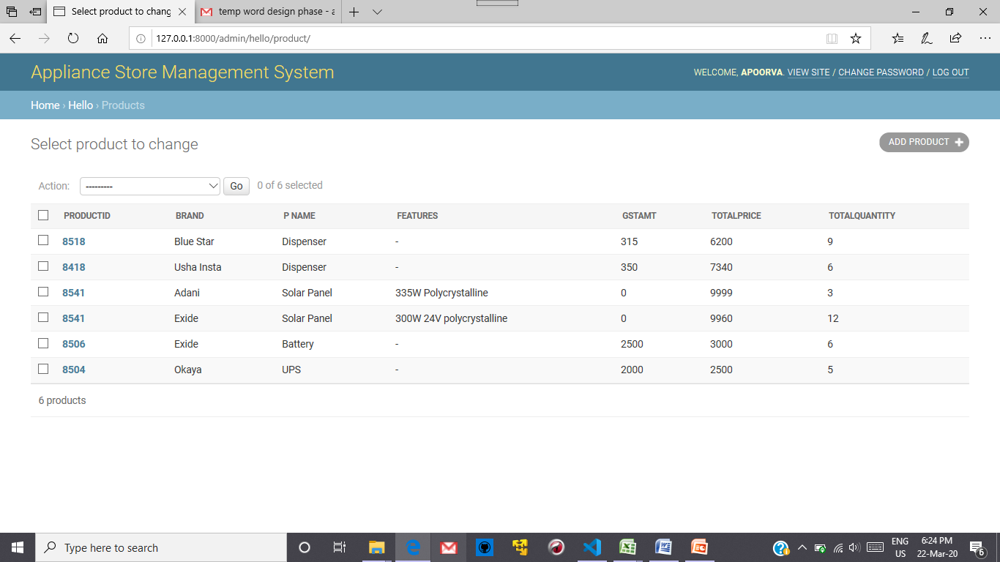 Select product to chang
temp word design phase - a
127.0.0.1:8000/admin/hello/product/
Appliance Store Management System
WELCOME, APOORVA. VIEW SITE / CHANGE PASSWORD / LOG OUT
Home › Hello › Products
Select product to change
ADD PRODUCT +
Action: --------- Go 0 of 6 selected
PRODUCTID BRAND P NAME FEATURES GSTAMT TOTALPRICE TOTALQUANTITY
8518 Blue Star Dispenser - 315 6200 9
8418 Usha Insta Dispenser - 350 7340 6
8541 Adani Solar Panel 335W Polycrystalline 0 9999 3
8541 Exide Solar Panel 300W 24V polycrystalline 0 9960 12
8506 Exide Battery - 2500 3000 6
8504 Okaya UPS - 2000 2500 5
6 products
Type here to search
ENG
US
6:24 PM
22-Mar-20
6